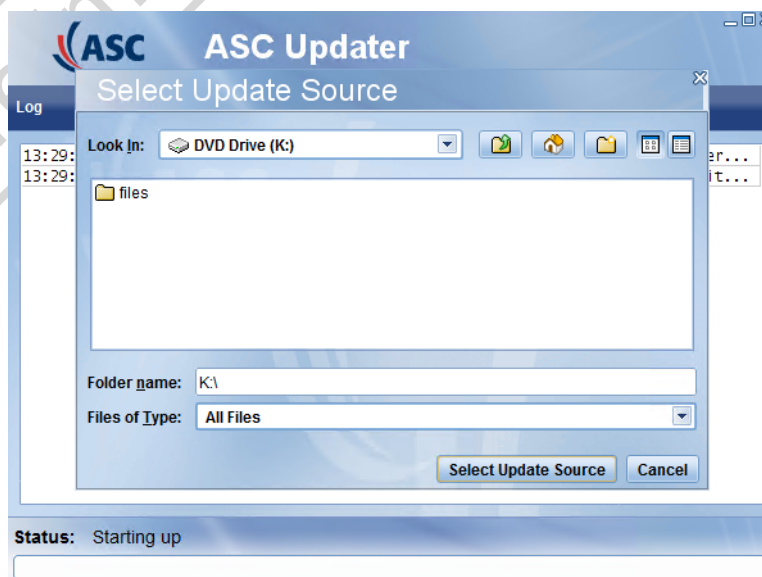 ASC
ASC Updater
Select Update Source
Log
Look In:
DVD Drive (K:)
13:29:
er...
13:29:
it...
files
Folder name:
K:\
Files of Type:
All Files
Select Update Source
Cancel
Status: Starting up